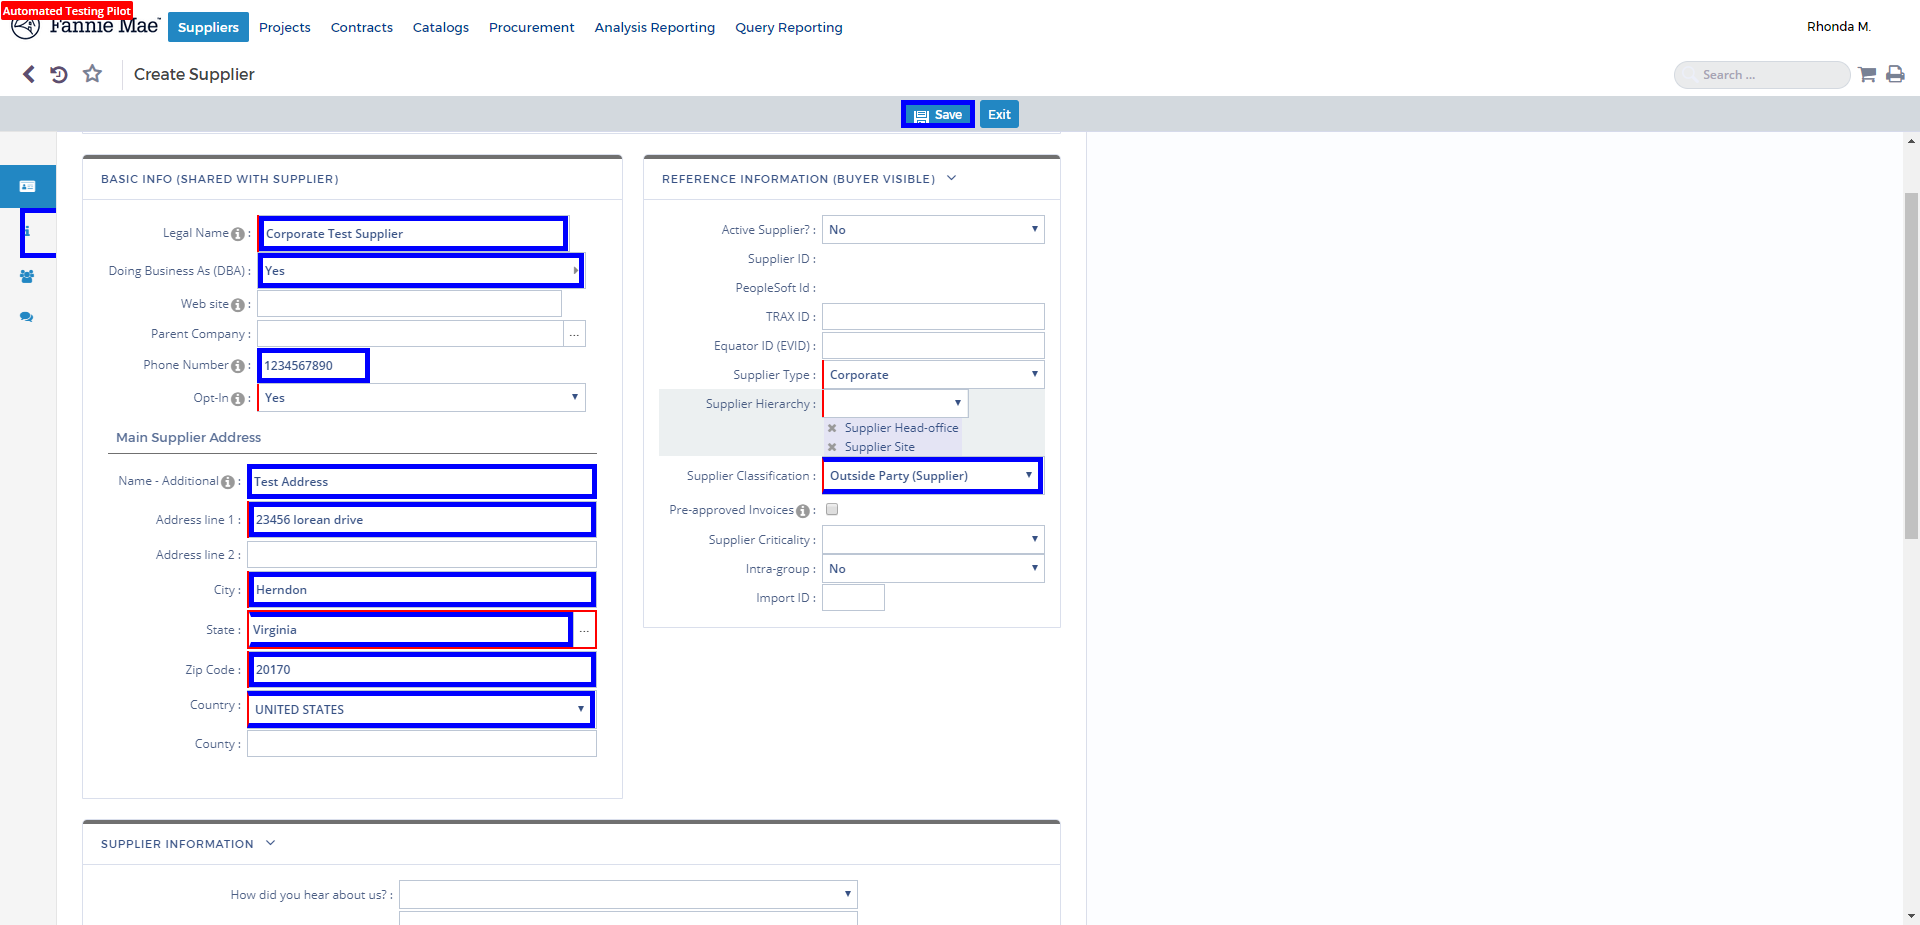 Automated Testing Pilot
Fannie Mae
Suppliers
Projects
Contracts
Catalogs
Procurement
Analysis Reporting
Query Reporting
Rhonda M.
Create Supplier
Search ...
Save
Exit
BASIC INFO (SHARED WITH SUPPLIER)
Legal Name :
Corporate Test Supplier
Doing Business As (DBA) :
Yes
Web site :
Parent Company :
...
Phone Number :
1234567890
Opt-In :
Yes
Main Supplier Address
Name - Additional :
Test Address
Address line 1 :
23456 lorean drive
Address line 2 :
City :
Herndon
State :
Virginia
...
Zip Code :
20170
Country :
UNITED STATES
County :
REFERENCE INFORMATION (BUYER VISIBLE)
Active Supplier? :
No
Supplier ID :
PeopleSoft Id :
TRAX ID :
Equator ID (EVID) :
Supplier Type :
Corporate
Supplier Hierarchy :
Supplier Head-office
Supplier Site
Supplier Classification :
Outside Party (Supplier)
Pre-approved Invoices :
Supplier Criticality :
Intra-group :
No
Import ID :
SUPPLIER INFORMATION
How did you hear about us? :